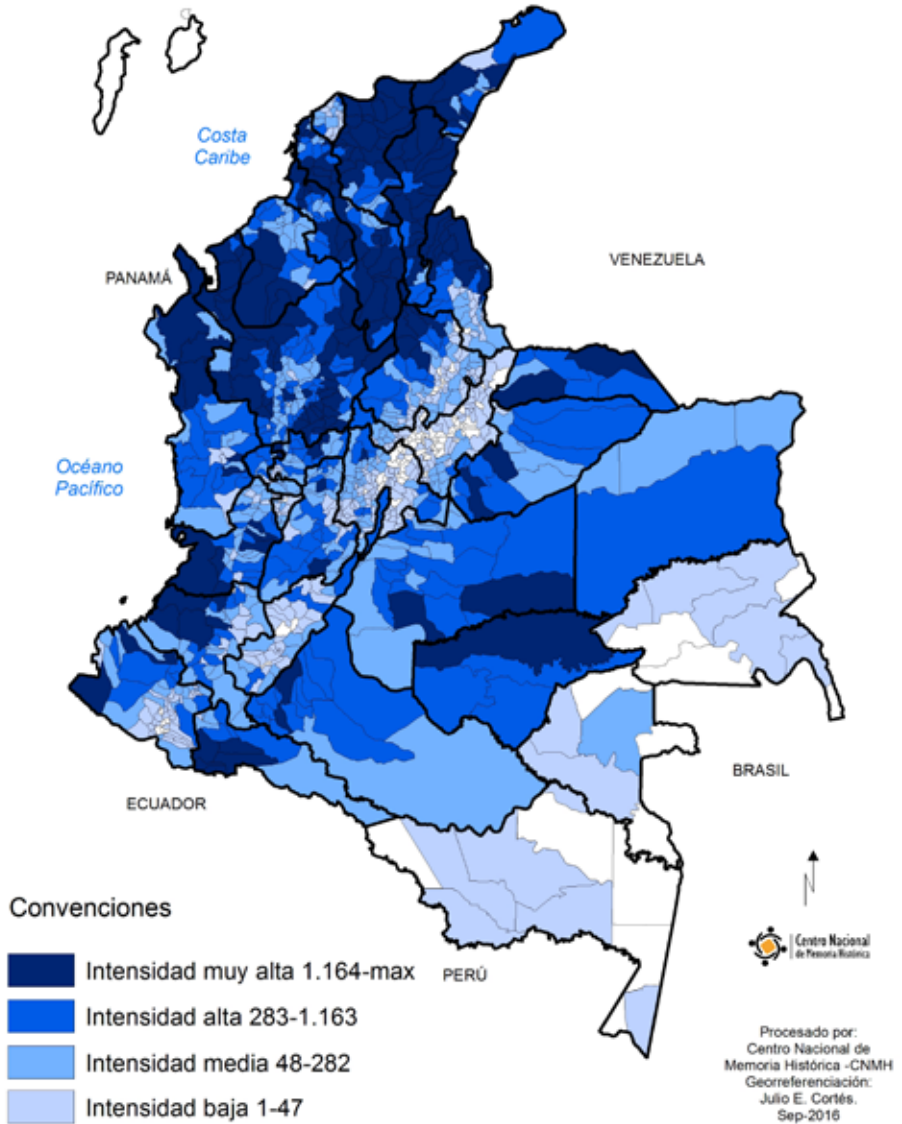 Costa
Caribe
PANAMÁ
VENEZUELA
Océano
Pacífico
ECUADOR
BRASIL
PERÚ
Convenciones
Intensidad muy alta 1.164-max
Intensidad alta 283-1.163
Intensidad media 48-282
Intensidad baja 1-47
N
Centro Nacional
de Memoria Histórica
Procesado por:
Centro Nacional de
Memoria Histórica -CNMH
Georreferenciación:
Julio E. Cortés.
Sep-2016